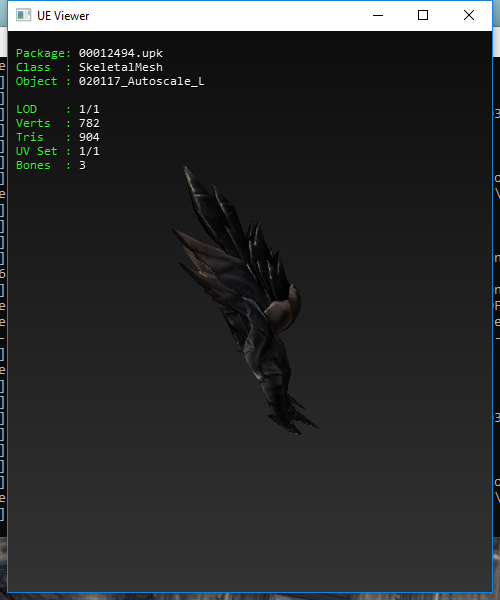 UE Viewer
Package: 00012494.upk
Class : SkeletalMesh
Object : 020117_Autoscale_L
LOD : 1/1
Verts : 782
Tris : 904
UV Set : 1/1
Bones : 3